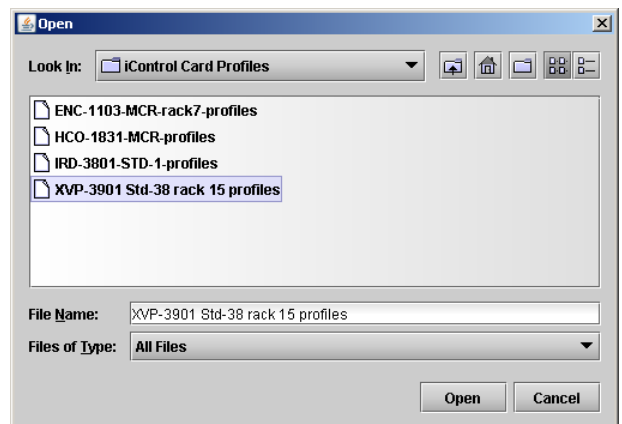 Open
Look In: iControl Card Profiles
ENC-1103-MCR-rack7-profiles
HCO-1831-MCR-profiles
IRD-3801-STD-1-profiles
XVP-3901 Std-38 rack 15 profiles
File Name: XVP-3901 Std-38 rack 15 profiles
Files of Type: All Files
Open Cancel